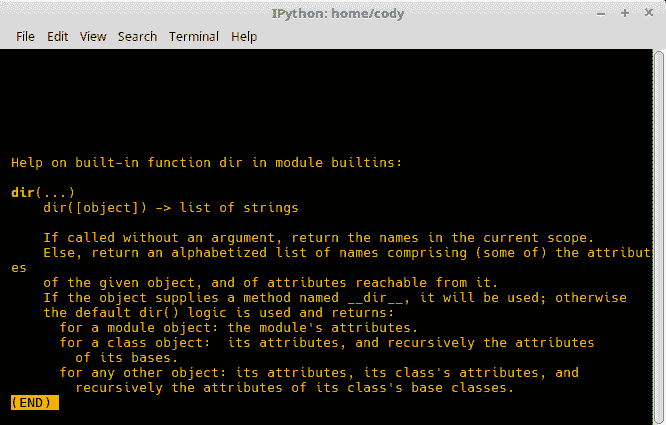 IPython: home/cody
File Edit View Search Terminal Help
Help on built-in function dir in module builtins:
dir(...)
dir([object]) -> list of strings
If called without an argument, return the names in the current scope.
Else, return an alphabetized list of names comprising (some of) the attribut
es
of the given object, and of attributes reachable from it.
If the object supplies a method named __dir__, it will be used; otherwise
the default dir() logic is used and returns:
for a module object: the module's attributes.
for a class object:  its attributes, and recursively the attributes
of its bases.
for any other object: its attributes, its class's attributes, and
recursively the attributes of its class's base classes.
(END)